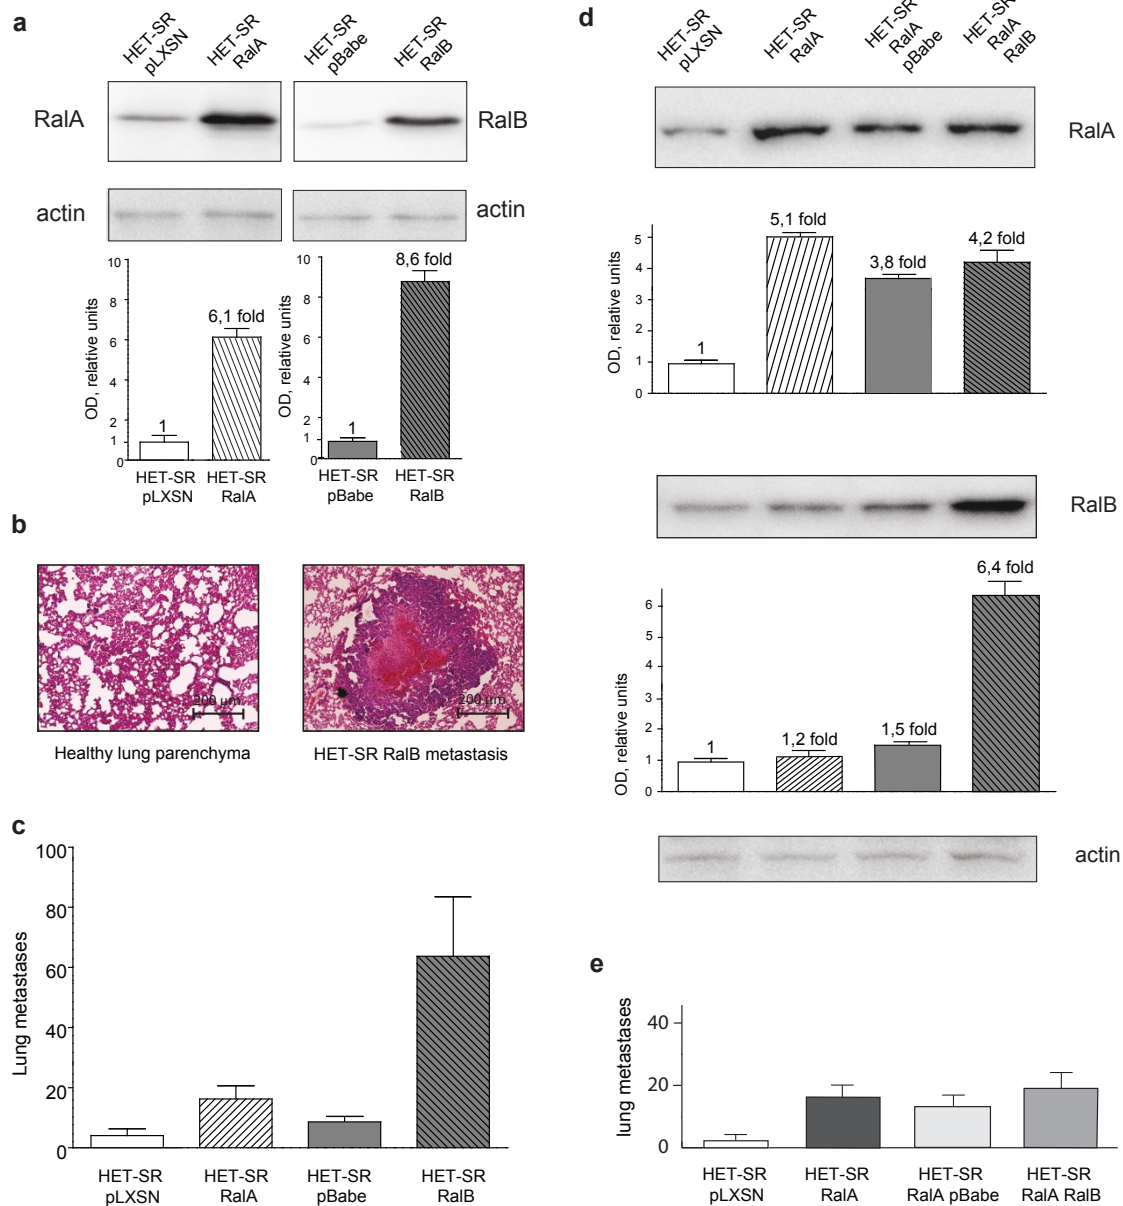 a
HET-SR
pLXSN
HET-SR
RalA
HET-SR
pBabe
HET-SR
RalB
RalA
RalB
actin
actin
OD, relative units
10
8
6
4
2
1
0
1
6,1 fold
HET-SR
pLXSN
HET-SR
RalA
OD, relative units
10
8
6
4
2
1
0
1
8,6 fold
HET-SR
pBabe
HET-SR
RalB
b
200 µm
200 µm
Healthy lung parenchyma
HET-SR RalB metastasis
c
Lung metastases
100
80
60
40
20
0
HET-SR
pLXSN
HET-SR
RalA
HET-SR
pBabe
HET-SR
RalB
d
HET-SR
pLXSN
HET-SR
RalA
HET-SR
RalA
pBabe
HET-SR
RalA
RalB
RalA
OD, relative units
5
4
3
2
1
0
1
5,1 fold
3,8 fold
4,2 fold
RalB
OD, relative units
6
5
4
3
2
1
0
1
1,2 fold
1,5 fold
6,4 fold
actin
e
lung metastases
40
20
0
HET-SR
pLXSN
HET-SR
RalA
HET-SR
RalA pBabe
HET-SR
RalA RalB